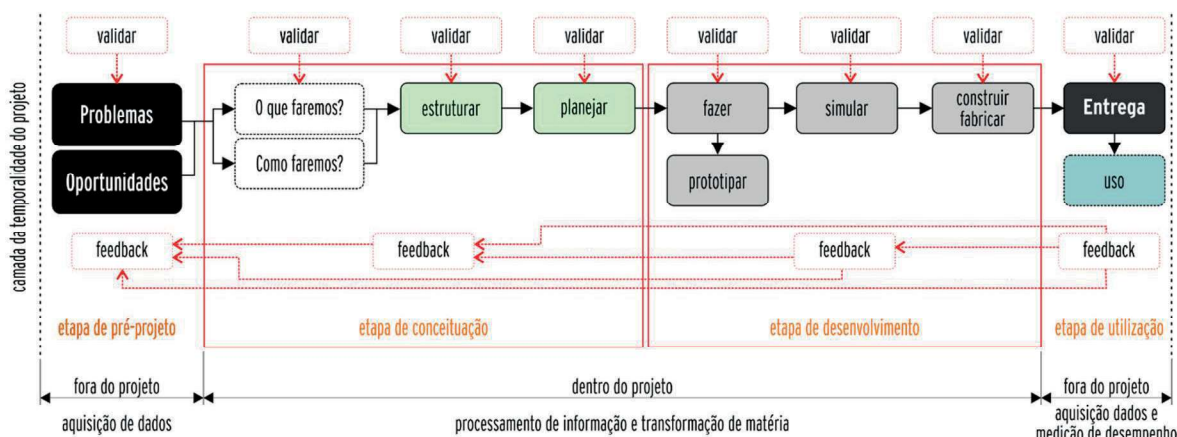 camada da temporalidade do projeto
validar
validar
validar
validar
validar
validar
validar
validar
Problemas
Oportunidades
O que faremos?
Como faremos?
estruturar
planejar
fazer
prototipar
simular
construir
fabricar
Entrega
uso
feedback
feedback
feedback
feedback
etapa de pré-projeto
etapa de conceituação
etapa de desenvolvimento
etapa de utilização
fora do projeto
dentro do projeto
fora do projeto
aquisição de dados
processamento de informação e transformação de matéria
aquisição dados e
medição de desempenho